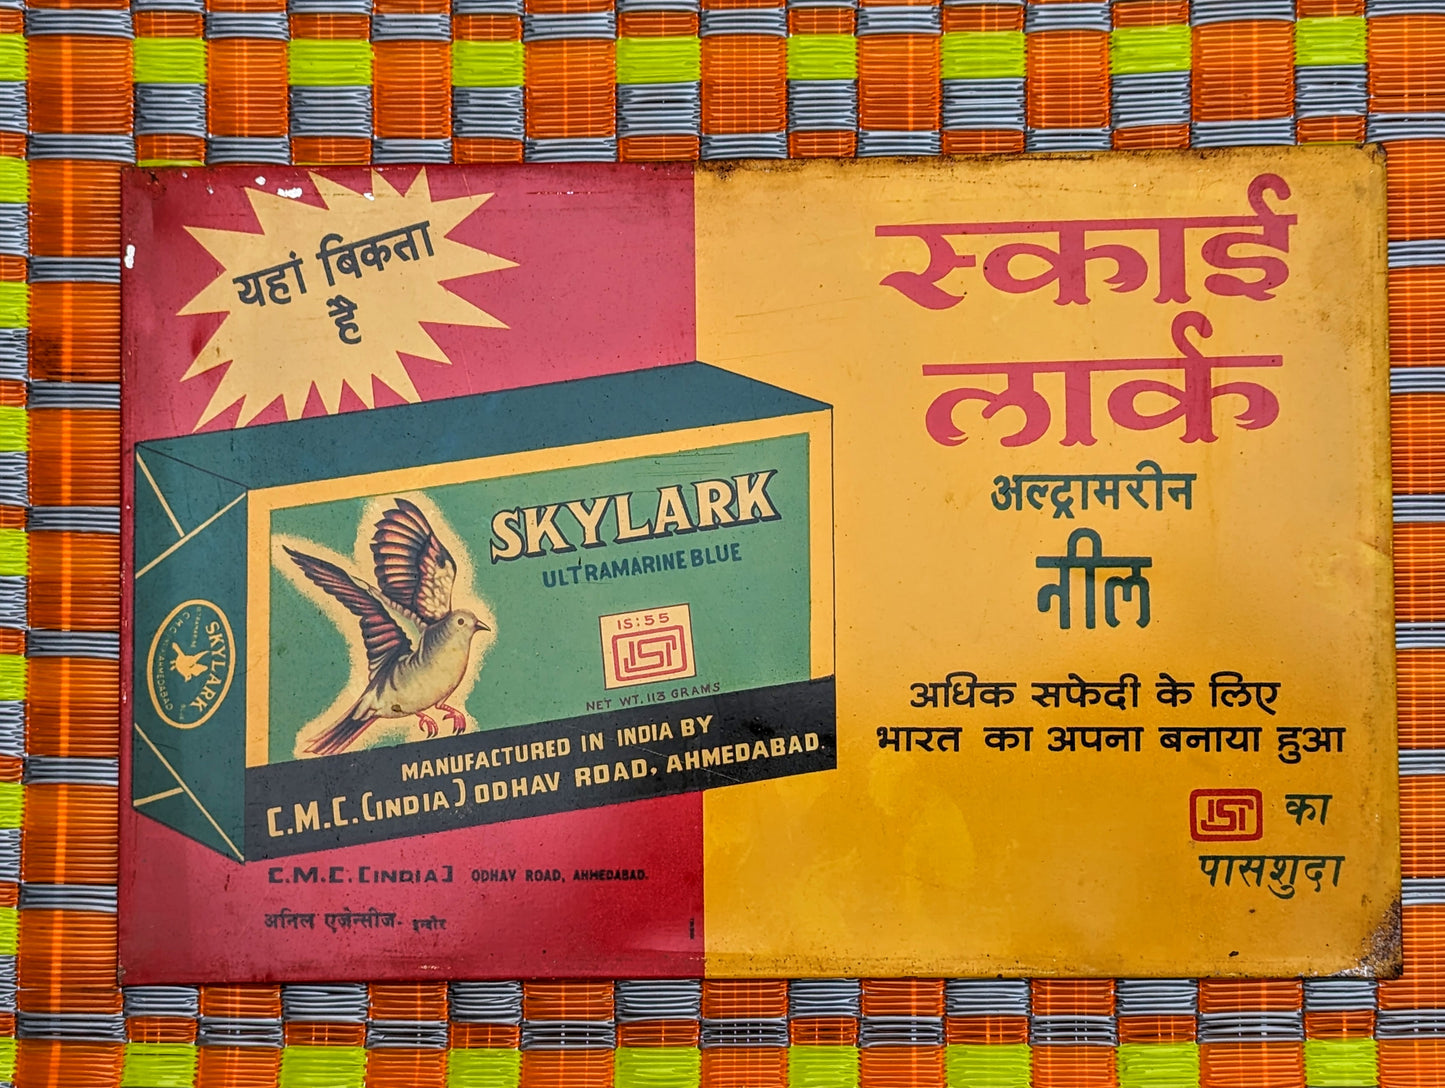 यहां बिकता
है
SKYLARK
ULTRAMARINE BLUE
IS:55
ISI
NET WT. 113 GRAMS
MANUFACTURED IN INDIA BY
C.M.C. (INDIA) ODHAV ROAD, AHMEDABAD.
SKYLARK
C.M.C. AHMEDABAD
C.M.C. [INDIA] ODHAV ROAD, AHMEDABAD.
अनिल एजेन्सीज- इन्दौर
स्काई
लार्क
अल्ट्रामरीन
नील
अधिक सफेदी के लिए
भारत का अपना बनाया हुआ
ISI का
पासशुदा